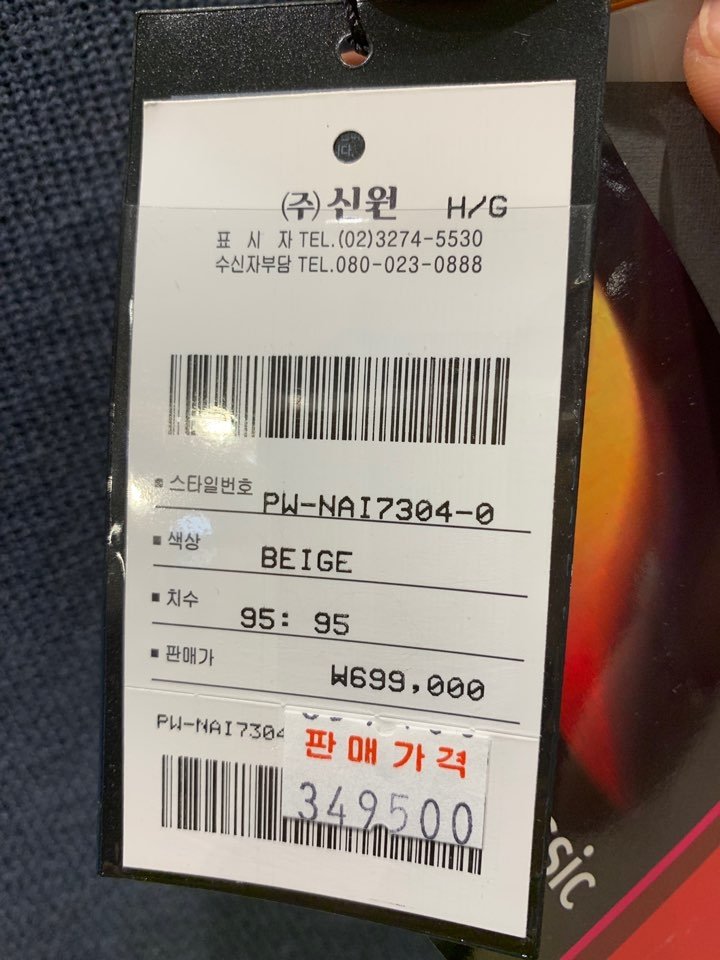 (주)신원 H/G
표 시 자 TEL.(02)3274-5530
수신자부담 TEL.080-023-0888
스타일번호 PW-NAI7304-0
색상 BEIGE
치수 95: 95
판매가 ₩699,000
PW-NAI7304
판매가격
349500
sic